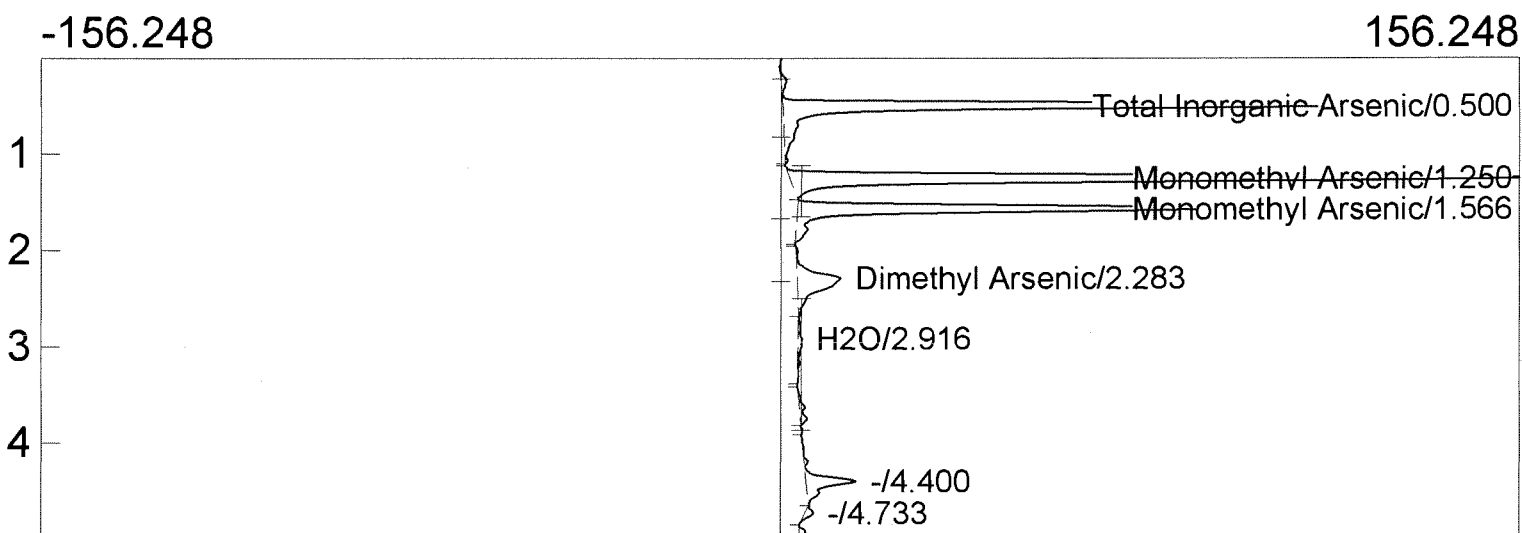 -156.248 156.248
Total Inorganic Arsenic/0.500
1
Monomethyl Arsenic/1.250
Monomethyl Arsenic/1.566
2
Dimethyl Arsenic/2.283
3
H2O/2.916
4
-/4.400
-/4.733